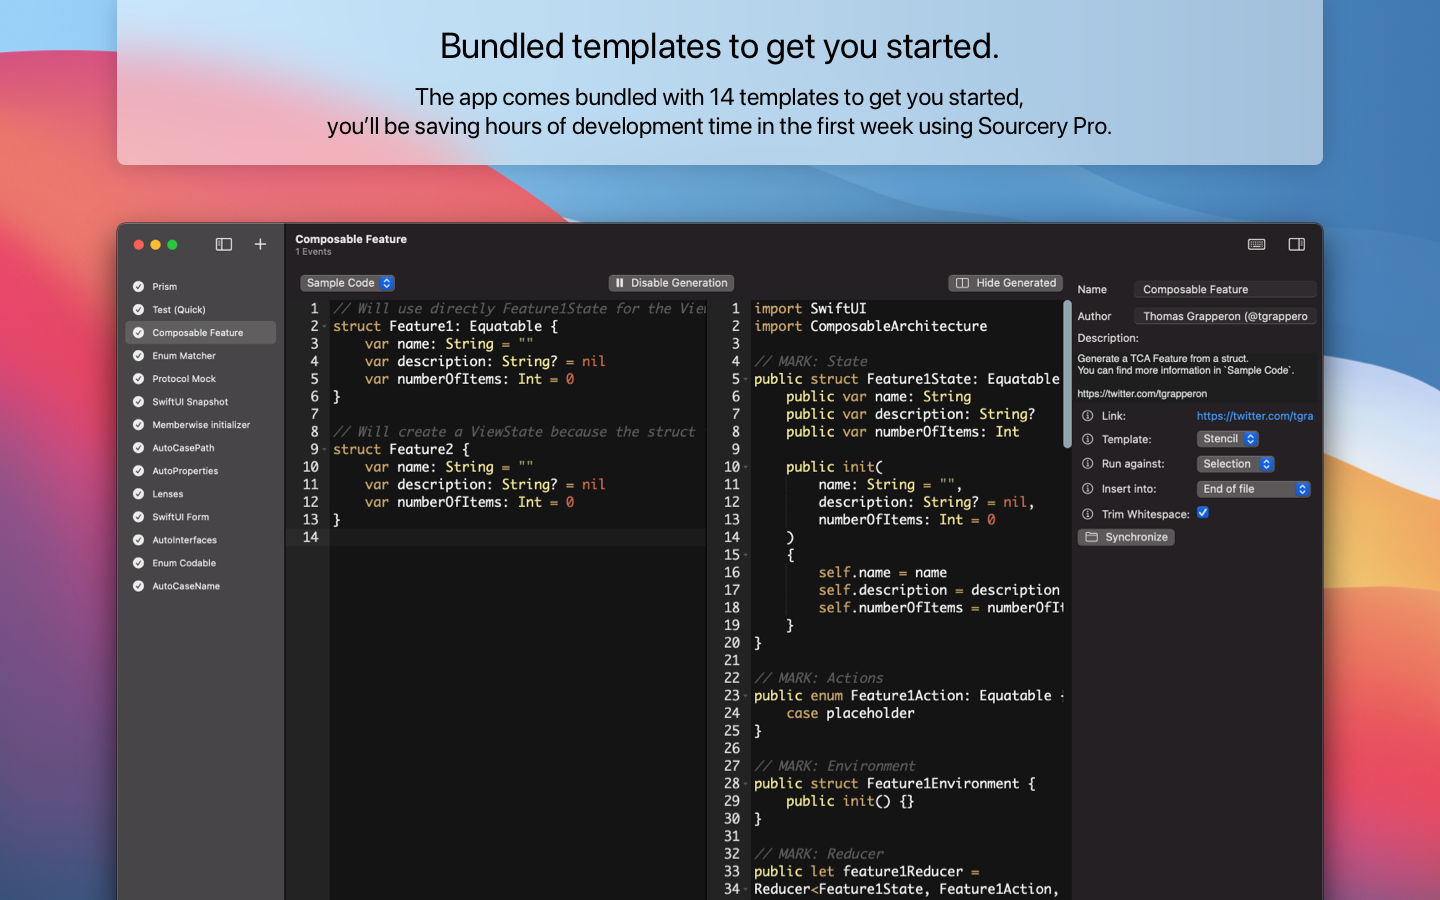 Bundled templates to get you started.
The app comes bundled with 14 templates to get you started,
you'll be saving hours of development time in the first week using Sourcery Pro.
Composable Feature
1 Events
Prism
Test (Quick)
Composable Feature
Enum Matcher
Protocol Mock
SwiftUI Snapshot
Memberwise initializer
AutoCasePath
AutoProperties
Lenses
SwiftUI Form
AutoInterfaces
Enum Codable
AutoCaseName
Sample Code
Disable Generation
Hide Generated
1 // Will use directly Feature1State for the View
2 struct Feature1: Equatable {
3 var name: String = ""
4 var description: String? = nil
5 var numberOfItems: Int = 0
6 }
7
8 // Will create a ViewState because the struct
9 struct Feature2 {
10 var name: String = ""
11 var description: String? = nil
12 var numberOfItems: Int = 0
13 }
14
1 import SwiftUI
2 import ComposableArchitecture
3
4 // MARK: State
5 public struct Feature1State: Equatable
6 public var name: String
7 public var description: String?
8 public var numberOfItems: Int
9
10 public init(
11 name: String = "",
12 description: String? = nil,
13 numberOfItems: Int = 0
14 )
15 {
16 self.name = name
17 self.description = description
18 self.numberOfItems = numberOfIt
19 }
20 }
21
22 // MARK: Actions
23 public enum Feature1Action: Equatable {
24 case placeholder
25 }
26
27 // MARK: Environment
28 public struct Feature1Environment {
29 public init() {}
30 }
31
32 // MARK: Reducer
33 public let feature1Reducer =
34 Reducer<Feature1State, Feature1Action,
Name Composable Feature
Author Thomas Grapperon (@tgrappero
Description:
Generate a TCA Feature from a struct.
You can find more information in `Sample Code`.
https://twitter.com/tgrapperon
Link: https://twitter.com/tgra
Template: Stencil
Run against: Selection
Insert into: End of file
Trim Whitespace:
Synchronize